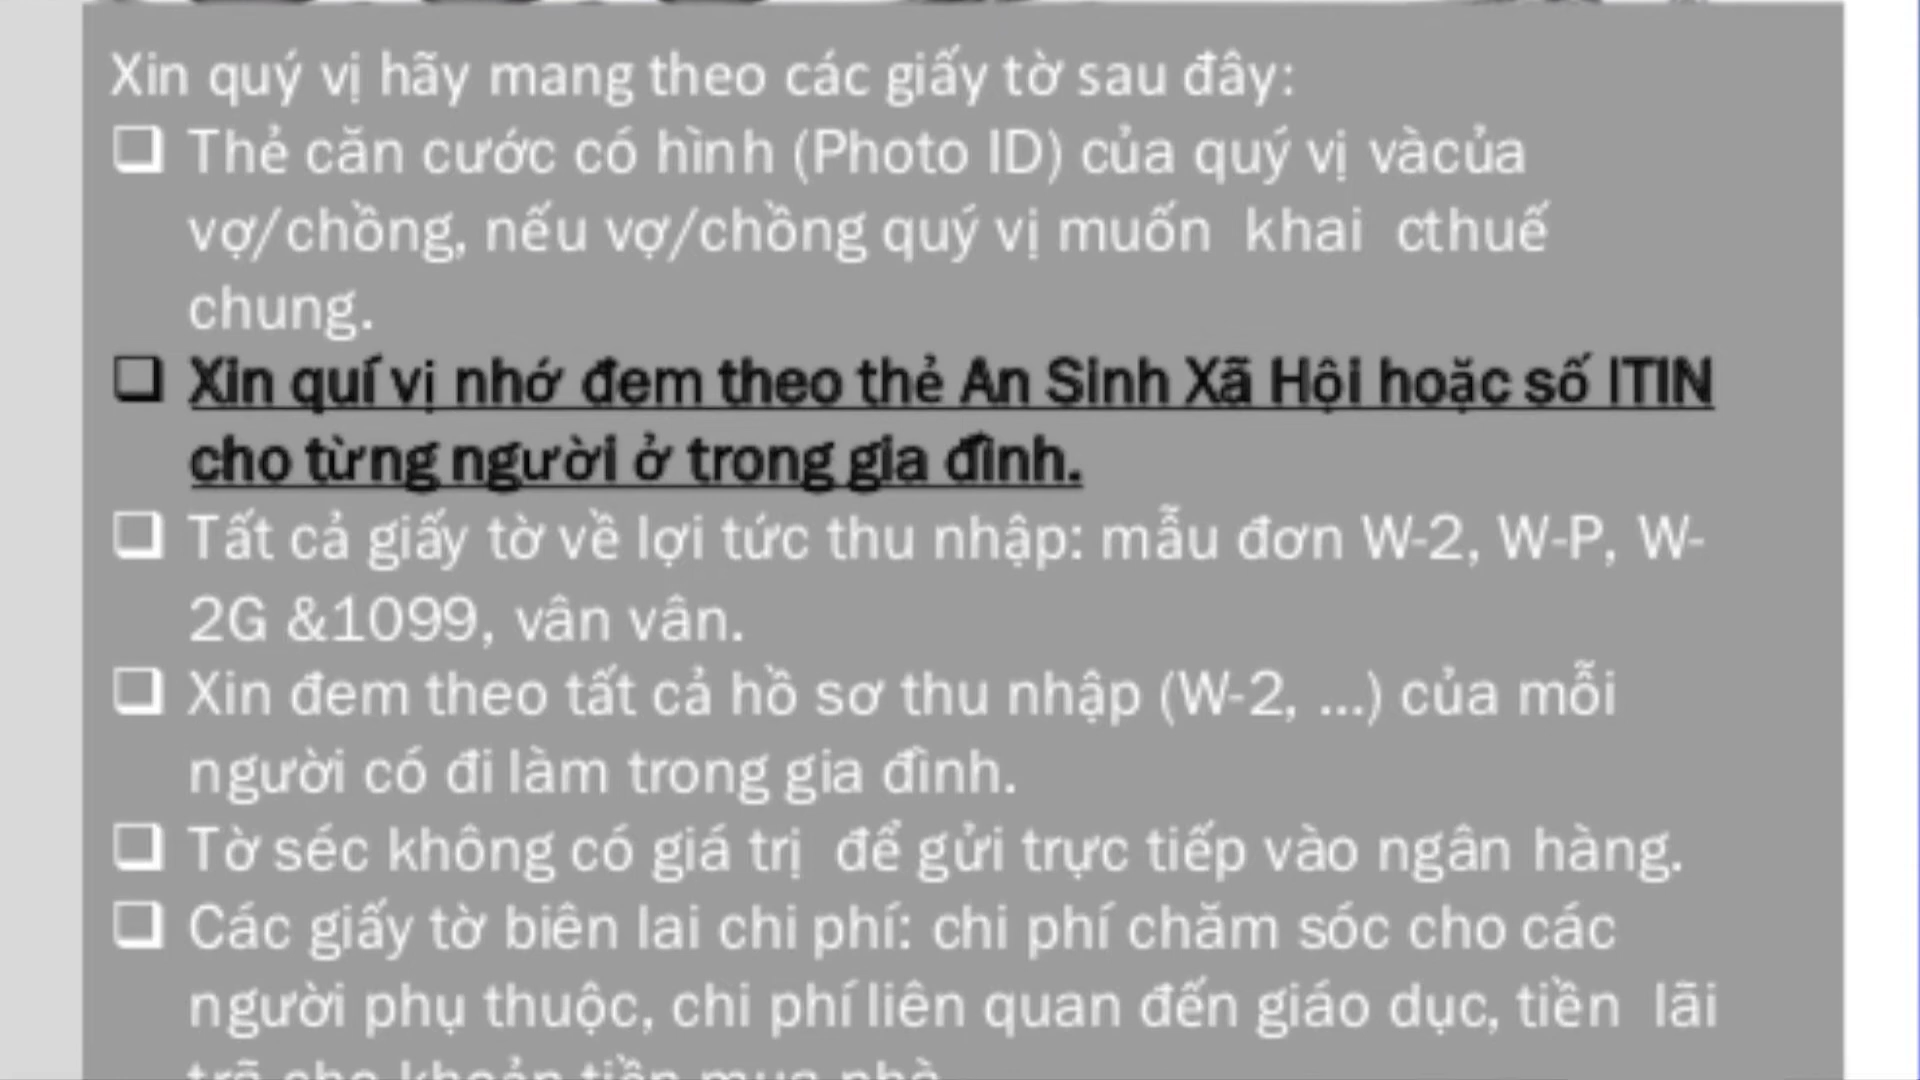 Xin quý vị hãy mang theo các giấy tờ sau đây:
❑ Thẻ căn cước có hình (Photo ID) của quý vị vàcủa
vợ/chồng, nếu vợ/chồng quý vị muốn khai cthuế
chung.
❑ Xin quí vị nhớ đem theo thẻ An Sinh Xã Hội hoặc số ITIN
cho từng người ở trong gia đình.
❑ Tất cả giấy tờ về lợi tức thu nhập: mẫu đơn W-2, W-P, W-
2G &1099, vân vân.
❑ Xin đem theo tất cả hồ sơ thu nhập (W-2, ...) của mỗi
người có đi làm trong gia đình.
❑ Tờ séc không có giá trị để gửi trực tiếp vào ngân hàng.
❑ Các giấy tờ biên lai chi phí: chi phí chăm sóc cho các
người phụ thuộc, chi phí liên quan đến giáo dục, tiền lãi
trã cho khoản tiền mua nhà